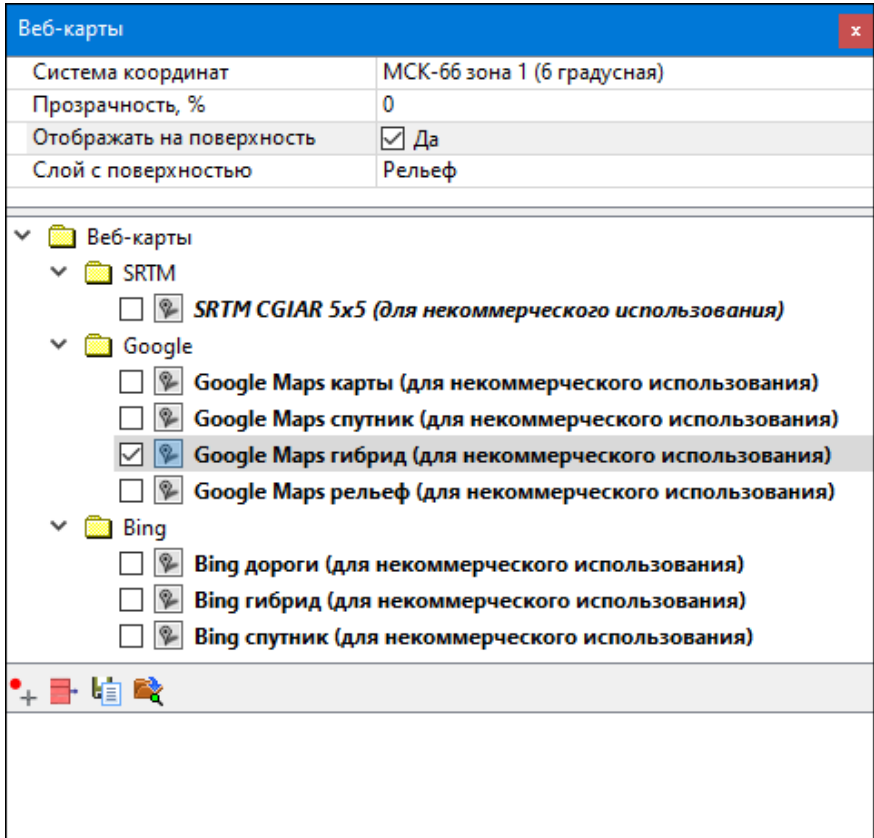 Веб-карты
x
Система координат МСК-66 зона 1 (6 градусная)
Прозрачность, % 0
Отображать на поверхность Да
Слой с поверхностью Рельеф
Веб-карты
SRTM
SRTM CGIAR 5x5 (для некоммерческого использования)
Google
Google Maps карты (для некоммерческого использования)
Google Maps спутник (для некоммерческого использования)
Google Maps гибрид (для некоммерческого использования)
Google Maps рельеф (для некоммерческого использования)
Bing
Bing дороги (для некоммерческого использования)
Bing гибрид (для некоммерческого использования)
Bing спутник (для некоммерческого использования)